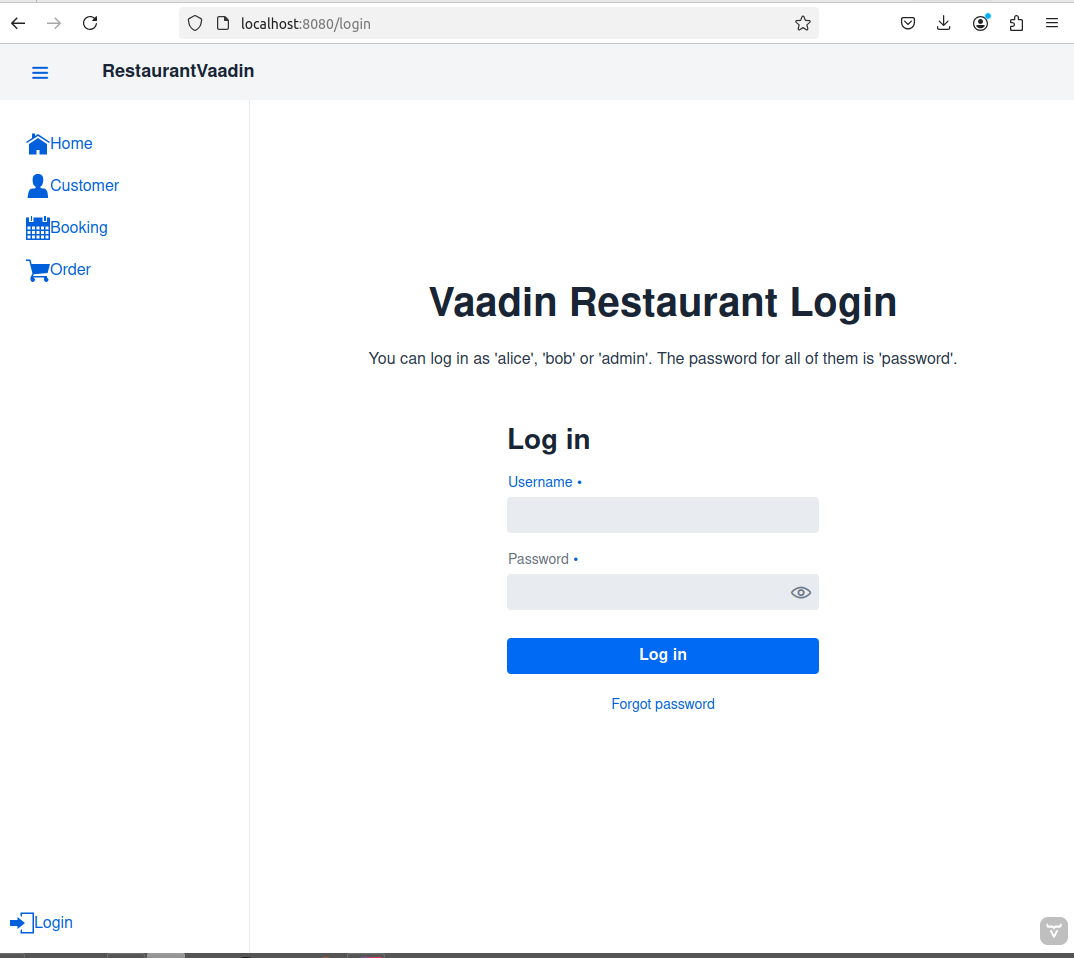 localhost:8080/login
RestaurantVaadin
Home
Customer
Booking
Order
Vaadin Restaurant Login
You can log in as 'alice', 'bob' or 'admin'. The password for all of them is 'password'.
Log in
Username •
Password •
Log in
Forgot password
Login